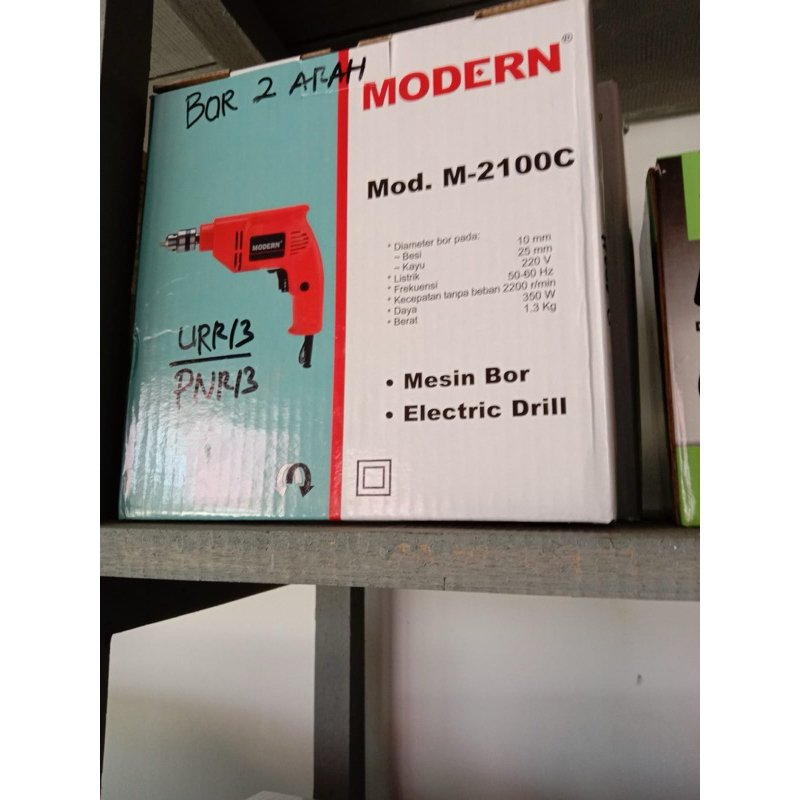 BOR 2 ARAH
MODERN®
Mod. M-2100C
MODERN
* Diameter bor pada:
– Besi 10 mm
– Kayu 25 mm
* Listrik 220 V
* Frekuensi 50-60 Hz
* Kecepatan tanpa beban 2200 r/min
* Daya 350 W
* Berat 1.3 Kg
URR/3
PNR/3
• Mesin Bor
• Electric Drill